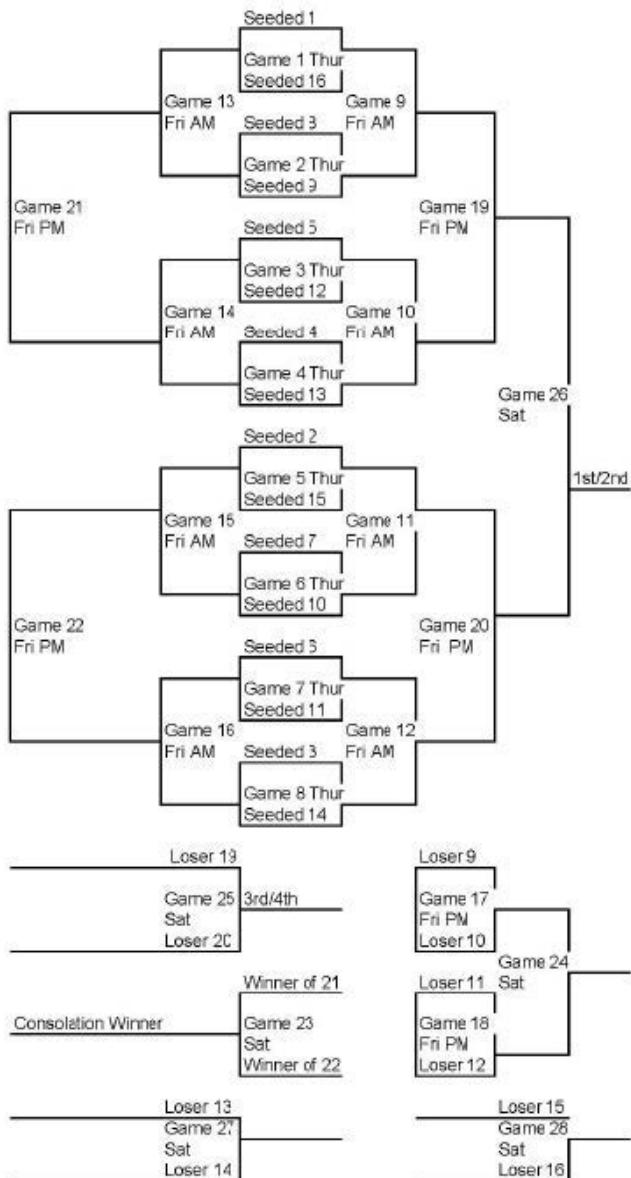 Seeded 1
Game 1 Thur
Seeded 16
Game 13
Fri AM
Game 9
Fri AM
Seeded 8
Game 2 Thur
Seeded 9
Game 21
Fri PM
Game 19
Fri PM
Seeded 5
Game 3 Thur
Seeded 12
Game 14
Fri AM
Game 10
Fri AM
Seeded 4
Game 4 Thur
Seeded 13
Game 26
Sat
Seeded 2
Game 5 Thur
Seeded 15
1st/2nd
Game 15
Fri AM
Game 11
Fri AM
Seeded 7
Game 6 Thur
Seeded 10
Game 22
Fri PM
Game 20
Fri PM
Seeded 6
Game 7 Thur
Seeded 11
Game 16
Fri AM
Game 12
Fri AM
Seeded 3
Game 8 Thur
Seeded 14
Loser 19
Game 25
Sat
Loser 20
3rd/4th
Loser 9
Game 17
Fri PM
Loser 10
Game 24
Sat
Winner of 21
Consolation Winner
Game 23
Sat
Winner of 22
Loser 11
Game 18
Fri PM
Loser 12
Loser 13
Game 27
Sat
Loser 14
Loser 15
Game 28
Sat
Loser 16